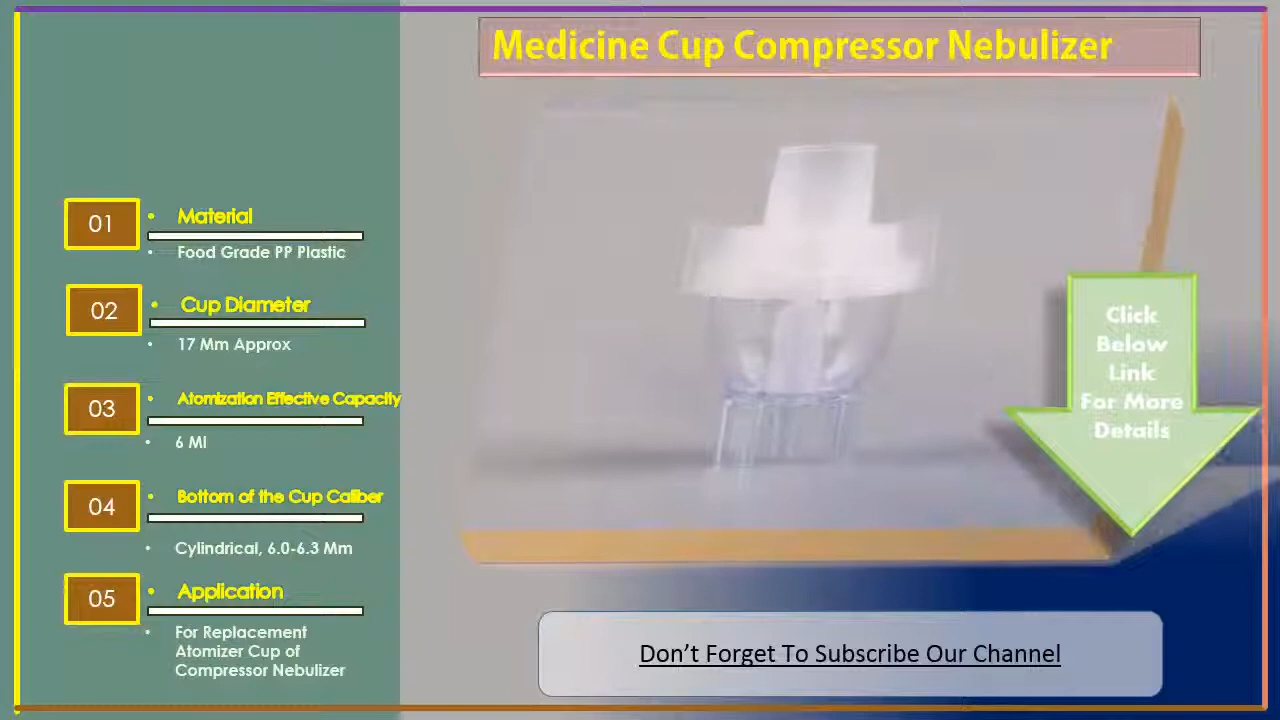 Medicine Cup Compressor Nebulizer
01
• Material
• Food Grade PP Plastic
02
• Cup Diameter
• 17 Mm Approx
03
• Atomization Effective Capacity
• 6 Ml
04
• Bottom of the Cup Caliber
• Cylindrical, 6.0-6.3 Mm
05
• Application
• For Replacement
Atomizer Cup of
Compressor Nebulizer
Click
Below
Link
For More
Details
Don’t Forget To Subscribe Our Channel